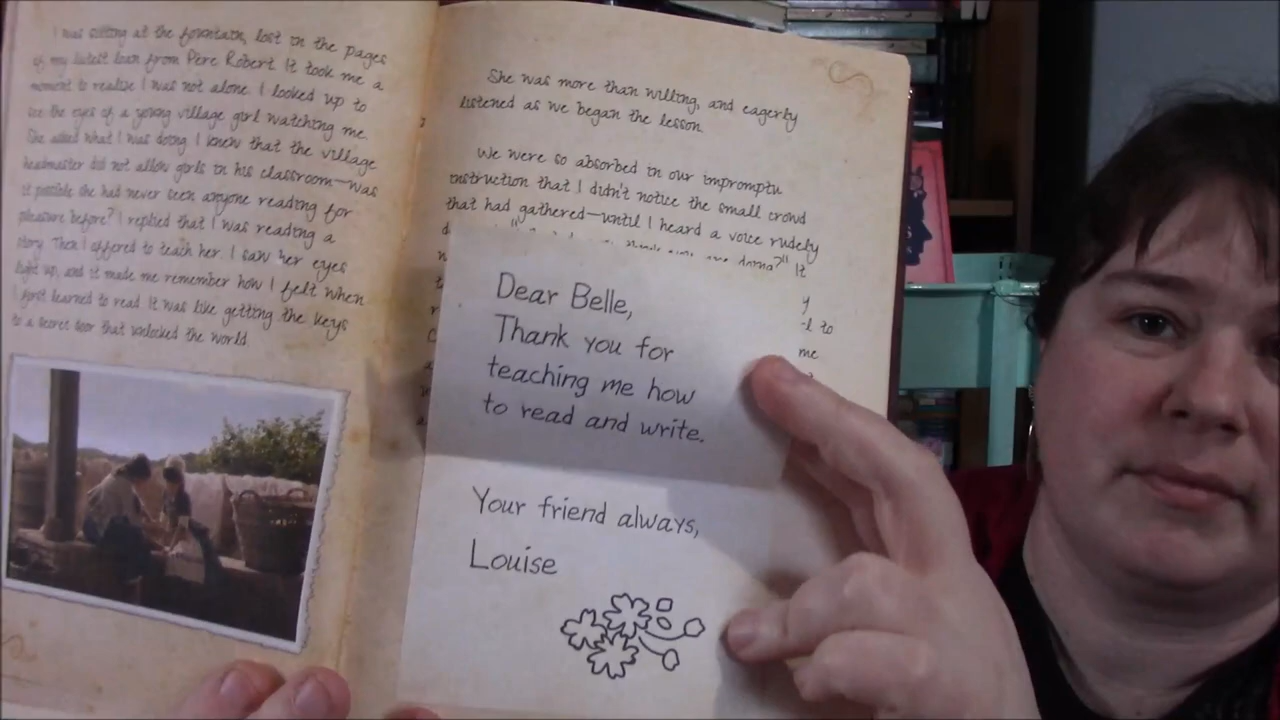 I was sitting at the fountain, lost in the pages
of my latest loan from Père Robert. It took me a
moment to realize I was not alone. I looked up to
see the eyes of a young village girl watching me.
She asked what I was doing. I knew that the village
headmaster did not allow girls in his classroom—was
it possible she had never seen anyone reading for
pleasure before? I replied that I was reading a
story. Then I offered to teach her. I saw her eyes
light up, and it made me remember how I felt when
I first learned to read. It was like getting the keys
to a secret door that unlocked the world.
She was more than willing, and eagerly
listened as we began the lesson.
We were so absorbed in our impromptu
instruction that I didn't notice the small crowd
that had gathered—until I heard a voice rudely
It
y
to
me
Dear Belle,
Thank you for
teaching me how
to read and write.
Your friend always,
Louise